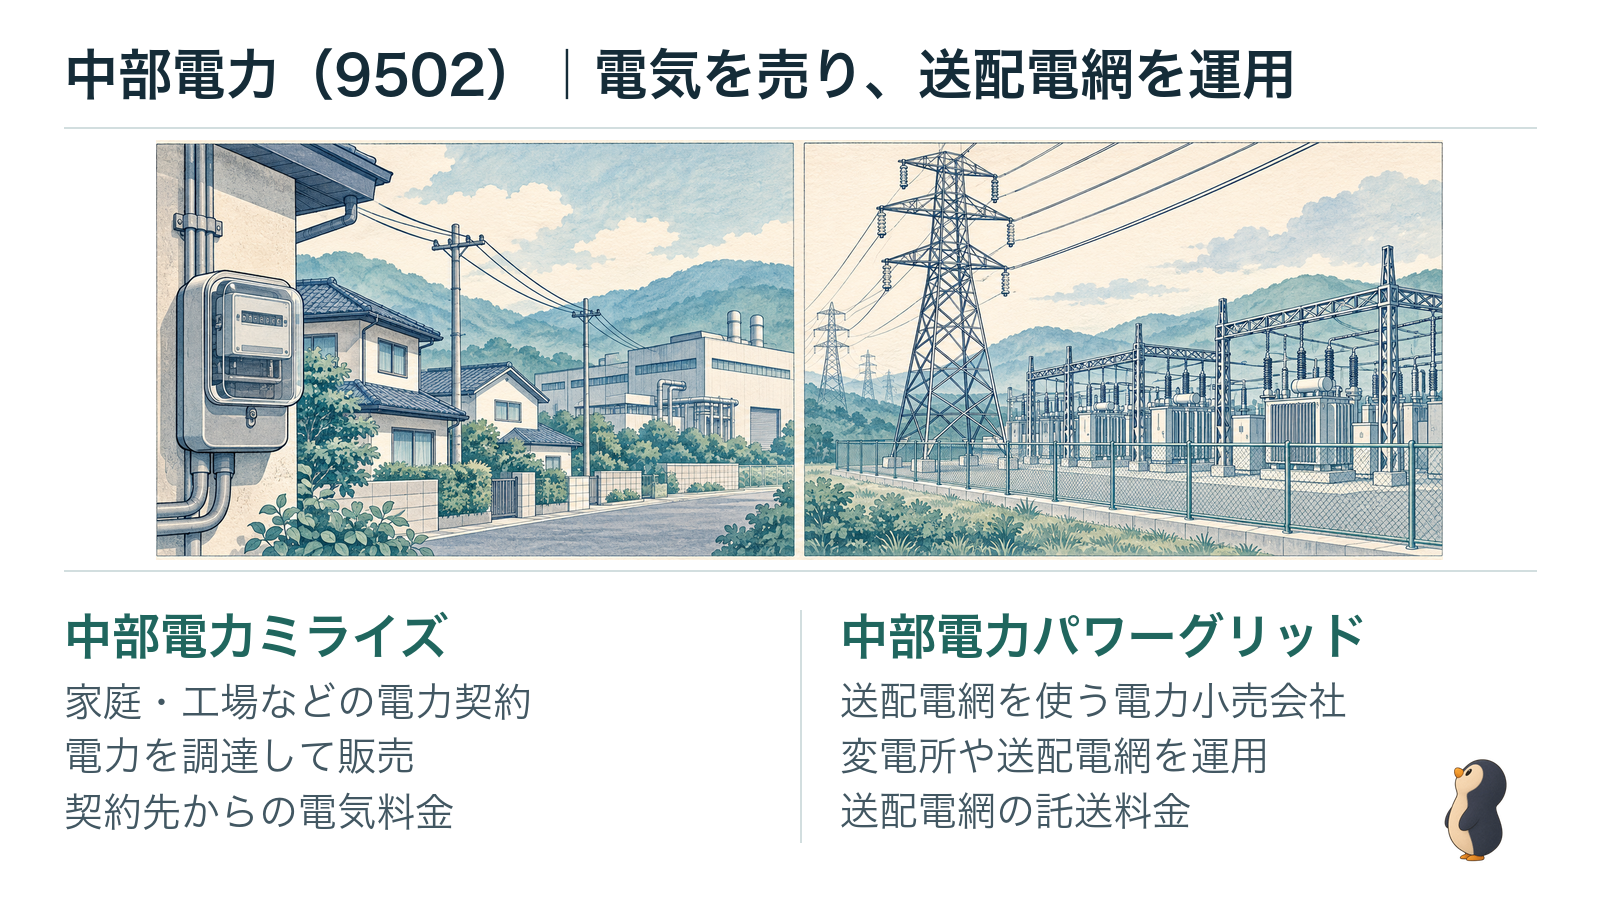 中部電力（9502）｜電気を売り、送配電網を運用
中部電力ミライズ
家庭・工場などの電力契約
電力を調達して販売
契約先からの電気料金
中部電力パワーグリッド
送配電網を使う電力小売会社
変電所や送配電網を運用
送配電網の託送料金